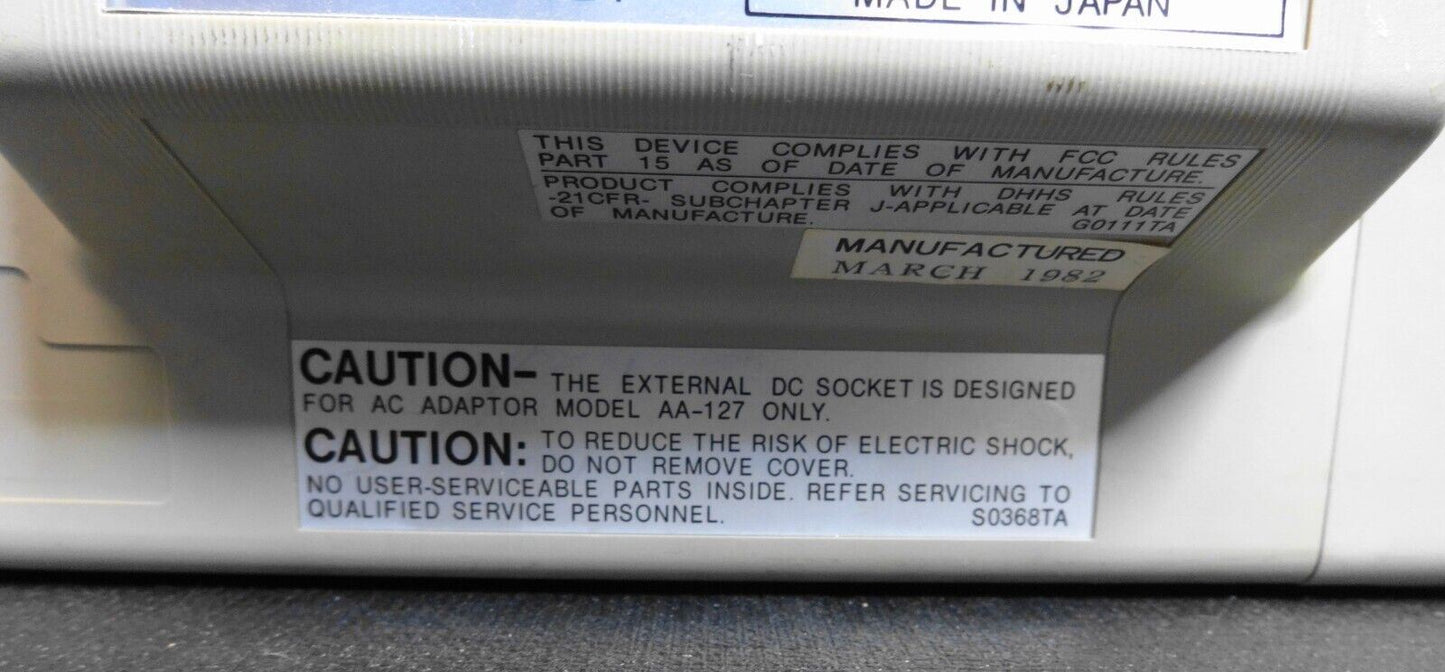 MADE IN JAPAN
THIS DEVICE COMPLIES WITH FCC RULES
PART 15 AS OF DATE OF MANUFACTURE.
PRODUCT COMPLIES WITH DHHS RULES
-21CFR- SUBCHAPTER J-APPLICABLE AT DATE
OF MANUFACTURE. G0111TA
MANUFACTURED
MARCH 1982
CAUTION- THE EXTERNAL DC SOCKET IS DESIGNED
FOR AC ADAPTOR MODEL AA-127 ONLY.
CAUTION: TO REDUCE THE RISK OF ELECTRIC SHOCK,
DO NOT REMOVE COVER.
NO USER-SERVICEABLE PARTS INSIDE. REFER SERVICING TO
QUALIFIED SERVICE PERSONNEL. S0368TA